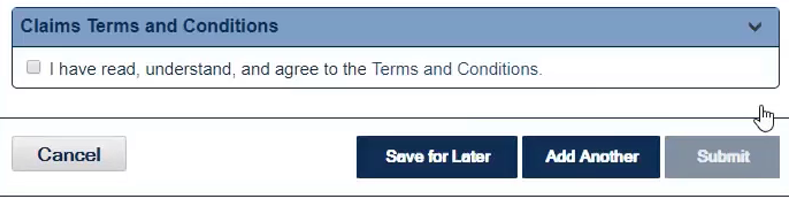 Claims Terms and Conditions
I have read, understand, and agree to the Terms and Conditions.
Cancel
Save for Later
Add Another
Submit